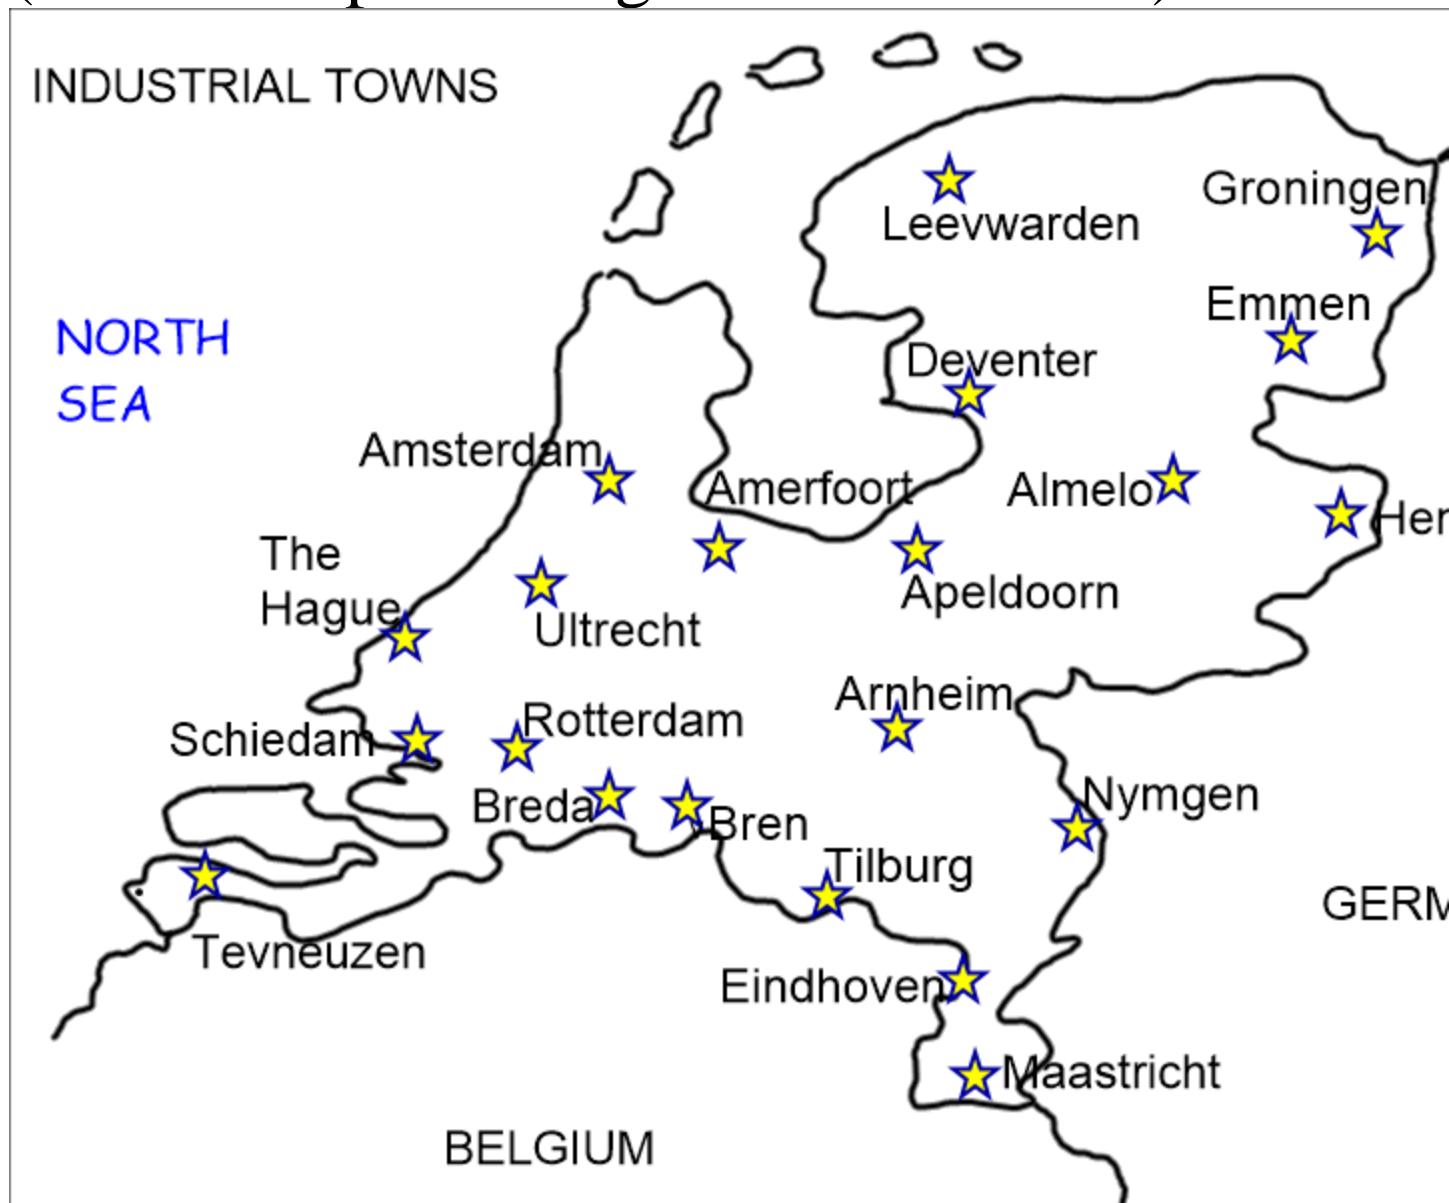 INDUSTRIAL TOWNS
Groningen
Leevwarden
Emmen
NORTH
SEA
Deventer
Amsterdam
Amerfoort
Almelo
Her
The
Hague
Apeldoorn
Ultrecht
Arnheim
Rotterdam
Schiedam
Nymgen
Breda
Bren
Tilburg
GERM
Tevneuzen
Eindhoven
Maastricht
BELGIUM